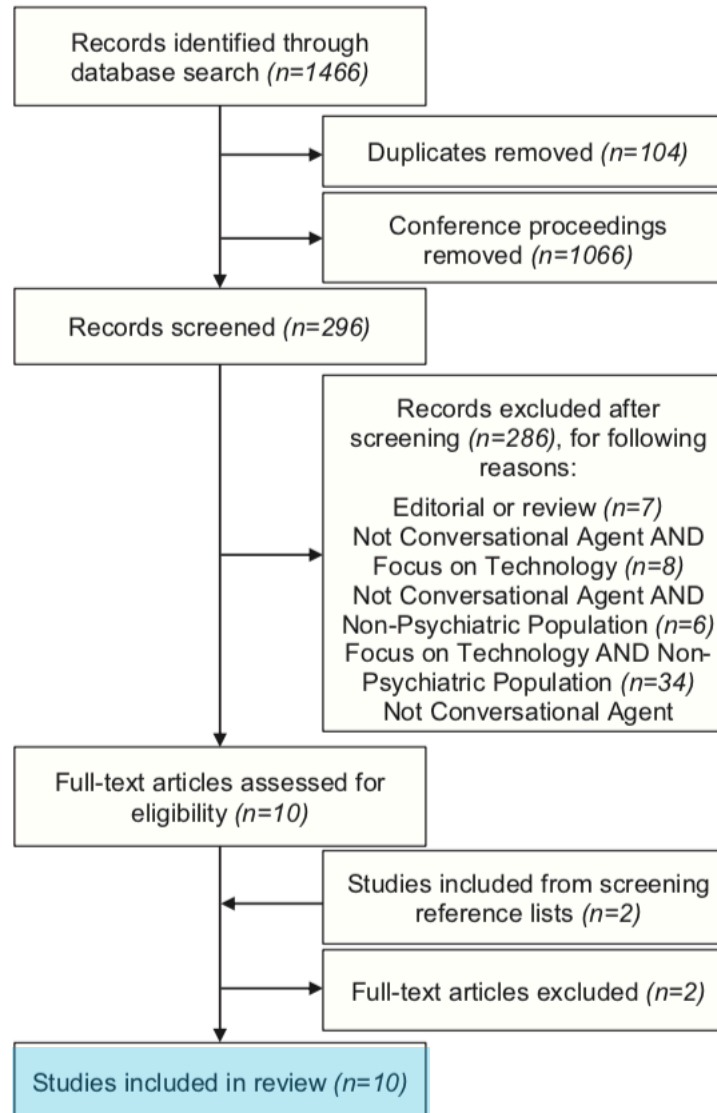 Records identified through
database search (n=1466)
Duplicates removed (n=104)
Conference proceedings
removed (n=1066)
Records screened (n=296)
Records excluded after
screening (n=286), for following
reasons:
Editorial or review (n=7)
Not Conversational Agent AND
Focus on Technology (n=8)
Not Conversational Agent AND
Non-Psychiatric Population (n=6)
Focus on Technology AND Non-
Psychiatric Population (n=34)
Not Conversational Agent
Full-text articles assessed for
eligibility (n=10)
Studies included from screening
reference lists (n=2)
Full-text articles excluded (n=2)
Studies included in review (n=10)